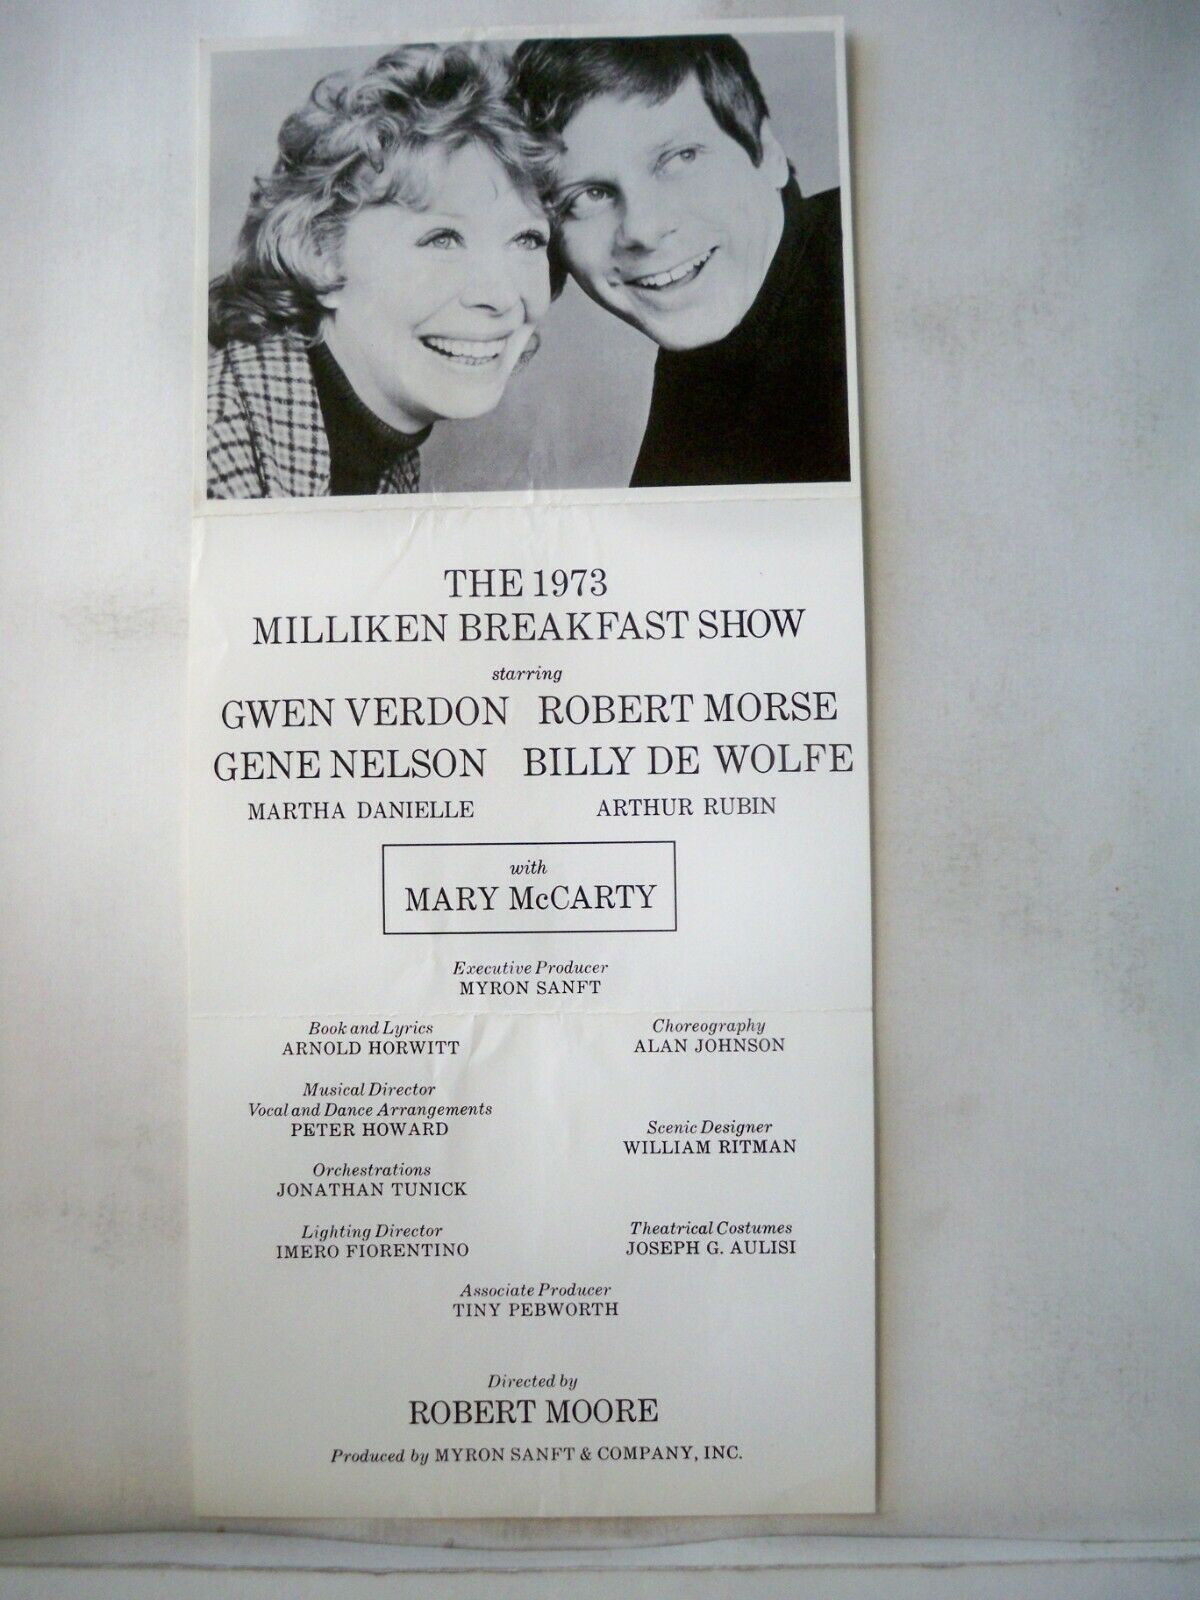 THE 1973
MILLIKEN BREAKFAST SHOW
starring
GWEN VERDON ROBERT MORSE
GENE NELSON BILLY DE WOLFE
MARTHA DANIELLE ARTHUR RUBIN
with
MARY McCARTY
Executive Producer
MYRON SANFT
Book and Lyrics
ARNOLD HORWITT
Choreography
ALAN JOHNSON
Musical Director
Vocal and Dance Arrangements
PETER HOWARD
Scenic Designer
WILLIAM RITMAN
Orchestrations
JONATHAN TUNICK
Lighting Director
IMERO FIORENTINO
Theatrical Costumes
JOSEPH G. AULISI
Associate Producer
TINY PEBWORTH
Directed by
ROBERT MOORE
Produced by MYRON SANFT & COMPANY, INC.